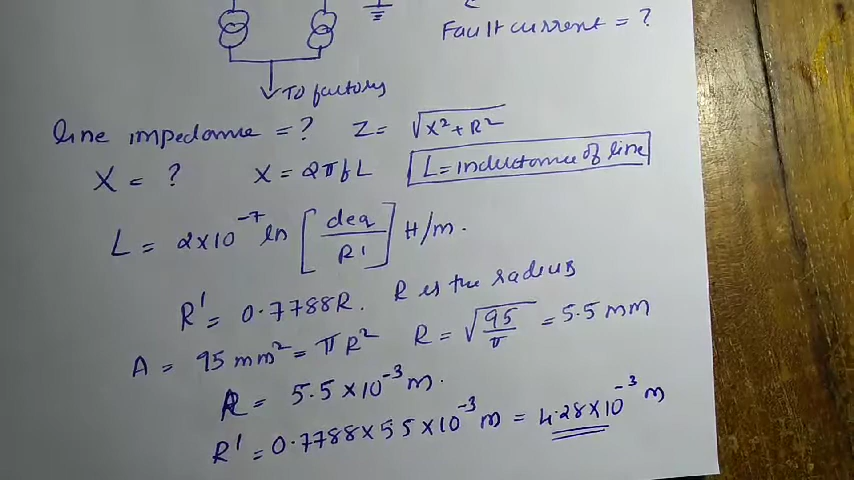 Fault current = ?
To factory
line impedance = ? Z = √X² + R²
X = ? X = 2πfL L = inductance of line
L = 2×10⁻⁷ ln [deq / R'] H/m.
R' = 0.7788R. R is the radius
A = 95 mm² = πR² R = √95/π = 5.5 mm
R = 5.5 × 10⁻³ m.
R' = 0.7788 × 5.5 × 10⁻³ m = 4.28×10⁻³ m